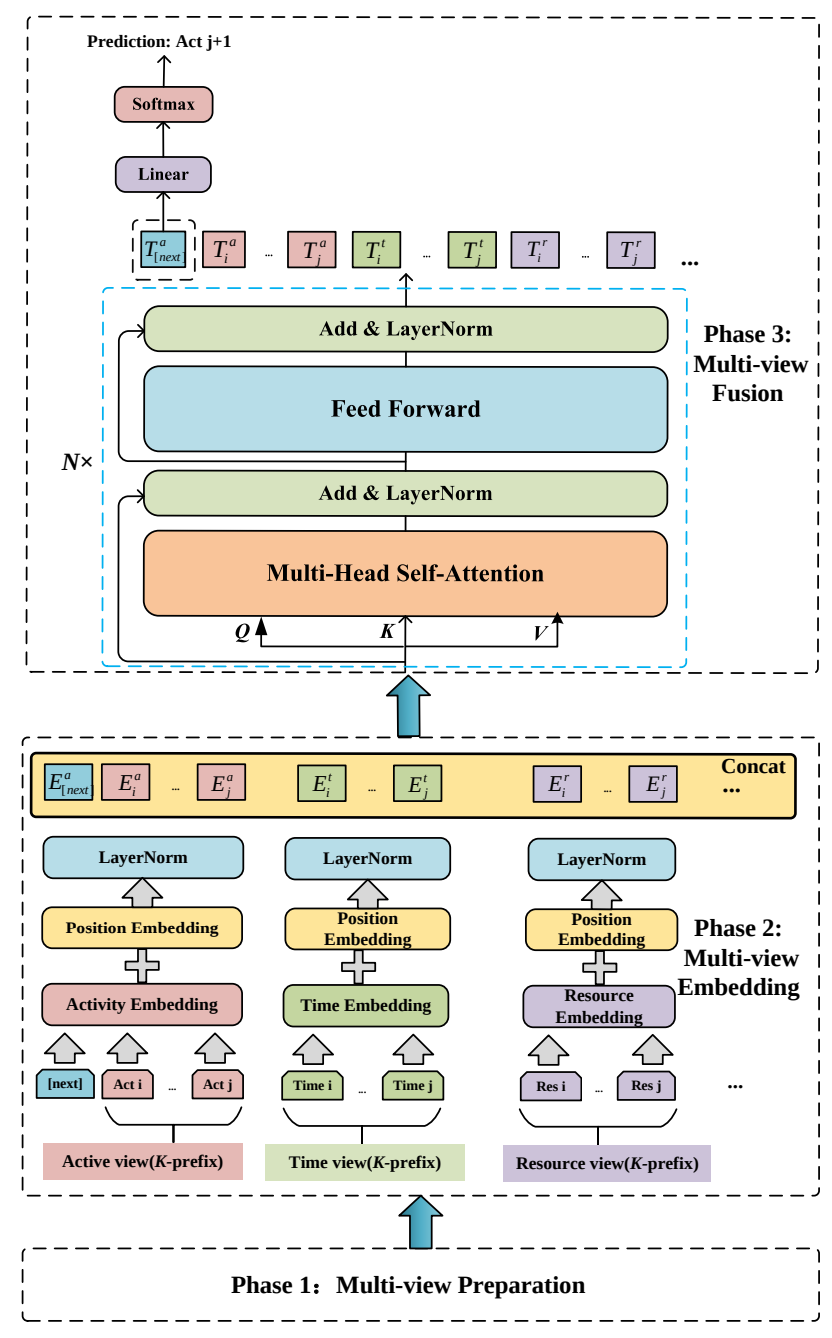 Prediction: Act j+1
Softmax
Linear
T^a_[next] T^a_i ... T^a_j T^t_i ... T^t_j T^r_i ... T^r_j ...
Add & LayerNorm
Phase 3:
Multi-view
Fusion
Feed Forward
N×
Add & LayerNorm
Multi-Head Self-Attention
Q K V
E^a_[next] E^a_i ... E^a_j E^t_i ... E^t_j E^r_i ... E^r_j Concat
...
LayerNorm LayerNorm LayerNorm
Position Embedding
Position
Embedding
Position
Embedding
Phase 2:
Multi-view
Embedding
Activity Embedding
Time Embedding
Resource
Embedding
[next] Act i ... Act j Time i ... Time j Res i ... Res j ...
Active view(K-prefix) Time view(K-prefix) Resource view(K-prefix)
Phase 1：Multi-view Preparation